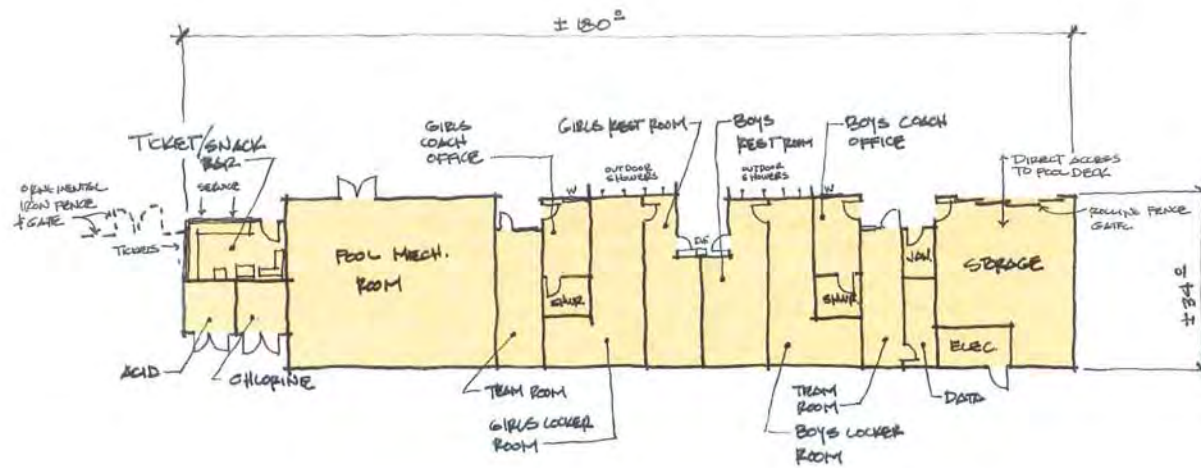 ± 180°
TICKET/SNACK
BAR
SERVICE
ORNAMENTAL
IRON FENCE
& GATE
TICKETS
GIRLS
COACH
OFFICE
GIRLS REST ROOM
BOYS
REST ROOM
BOYS COACH
OFFICE
OUTDOOR
SHOWERS
OUTDOOR
SHOWERS
W
W
DIRECT ACCESS
TO POOL DECK
ROLLING FENCE
GATE
POOL MECH.
ROOM
D.F.
JAN.
STORAGE
SHWR
SHWR.
ELEC.
± 34°
ACID
CHLORINE
TEAM ROOM
GIRLS LOCKER
ROOM
TEAM
ROOM
BOYS LOCKER
ROOM
DATA